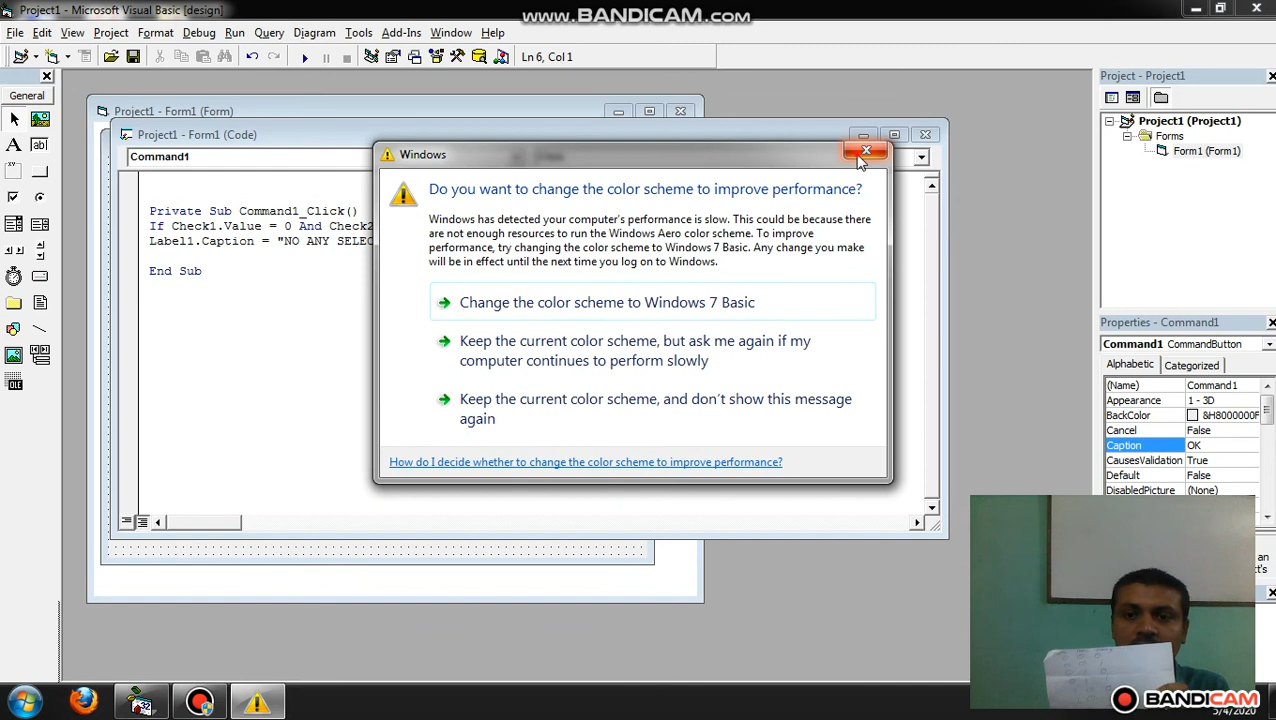 Project1 - Microsoft Visual Basic [design]
www.BANDICAM.com
File Edit View Project Format Debug Run Query Diagram Tools Add-Ins Window Help
Ln 6, Col 1
General
Project1 - Form1 (Form)
Project1 - Form1 (Code)
Command1
Private Sub Command1_Click()
If Check1.Value = 0 And Check2
Label1.Caption = "NO ANY SELEC
End Sub
Windows
Do you want to change the color scheme to improve performance?
Windows has detected your computer's performance is slow. This could be because there
are not enough resources to run the Windows Aero color scheme. To improve
performance, try changing the color scheme to Windows 7 Basic. Any change you make
will be in effect until the next time you log on to Windows.
Change the color scheme to Windows 7 Basic
Keep the current color scheme, but ask me again if my
computer continues to perform slowly
Keep the current color scheme, and don't show this message
again
How do I decide whether to change the color scheme to improve performance?
Project - Project1
Project1 (Project1)
Forms
Form1 (Form1)
Properties - Command1
Command1 CommandButton
Alphabetic Categorized
(Name) Command1
Appearance 1 - 3D
BackColor &H8000000F
Cancel False
Caption OK
CausesValidation True
Default False
DisabledPicture (None)
BANDICAM
5/4/2020